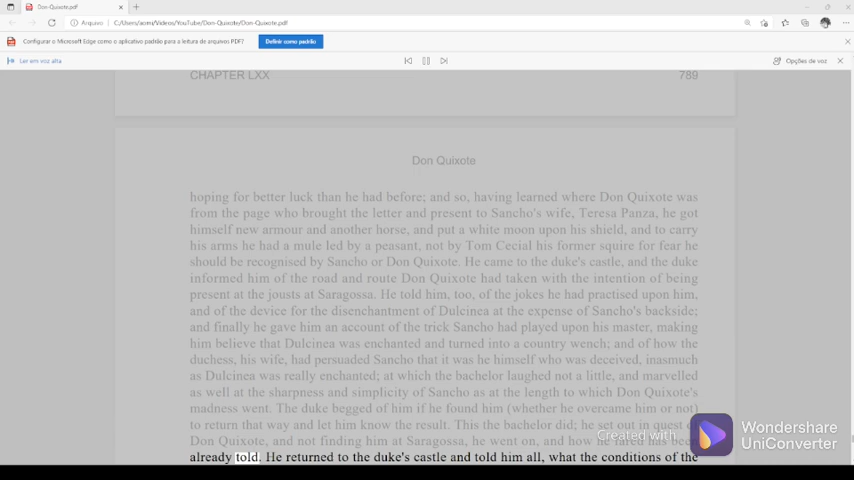 Don-Quixote.pdf
Arquivo
C:/Users/acorn/Videos/YouTube/Don-Quixote/Don-Quixote.pdf
Configurar o Microsoft Edge como o aplicativo padrão para a leitura de arquivos PDF?
Definir como padrão
Ler em voz alta
Opções de voz
CHAPTER LXX
789
Don Quixote
hoping for better luck than he had before; and so, having learned where Don Quixote was
from the page who brought the letter and present to Sancho's wife, Teresa Panza, he got
himself new armour and another horse, and put a white moon upon his shield, and to carry
his arms he had a mule led by a peasant, not by Tom Cecial his former squire for fear he
should be recognised by Sancho or Don Quixote. He came to the duke's castle, and the duke
informed him of the road and route Don Quixote had taken with the intention of being
present at the jousts at Saragossa. He told him, too, of the jokes he had practised upon him,
and of the device for the disenchantment of Dulcinea at the expense of Sancho's backside;
and finally he gave him an account of the trick Sancho had played upon his master, making
him believe that Dulcinea was enchanted and turned into a country wench; and of how the
duchess, his wife, had persuaded Sancho that it was he himself who was deceived, inasmuch
as Dulcinea was really enchanted; at which the bachelor laughed not a little, and marvelled
as well at the sharpness and simplicity of Sancho as at the length to which Don Quixote's
madness went. The duke begged of him if he found him (whether he overcame him or not)
to return that way and let him know the result. This the bachelor did; he set out in quest of
Don Quixote, and not finding him at Saragossa, he went on, and how he fared has been
already told. He returned to the duke's castle and told him all, what the conditions of the
Created with
Wondershare
UniConverter